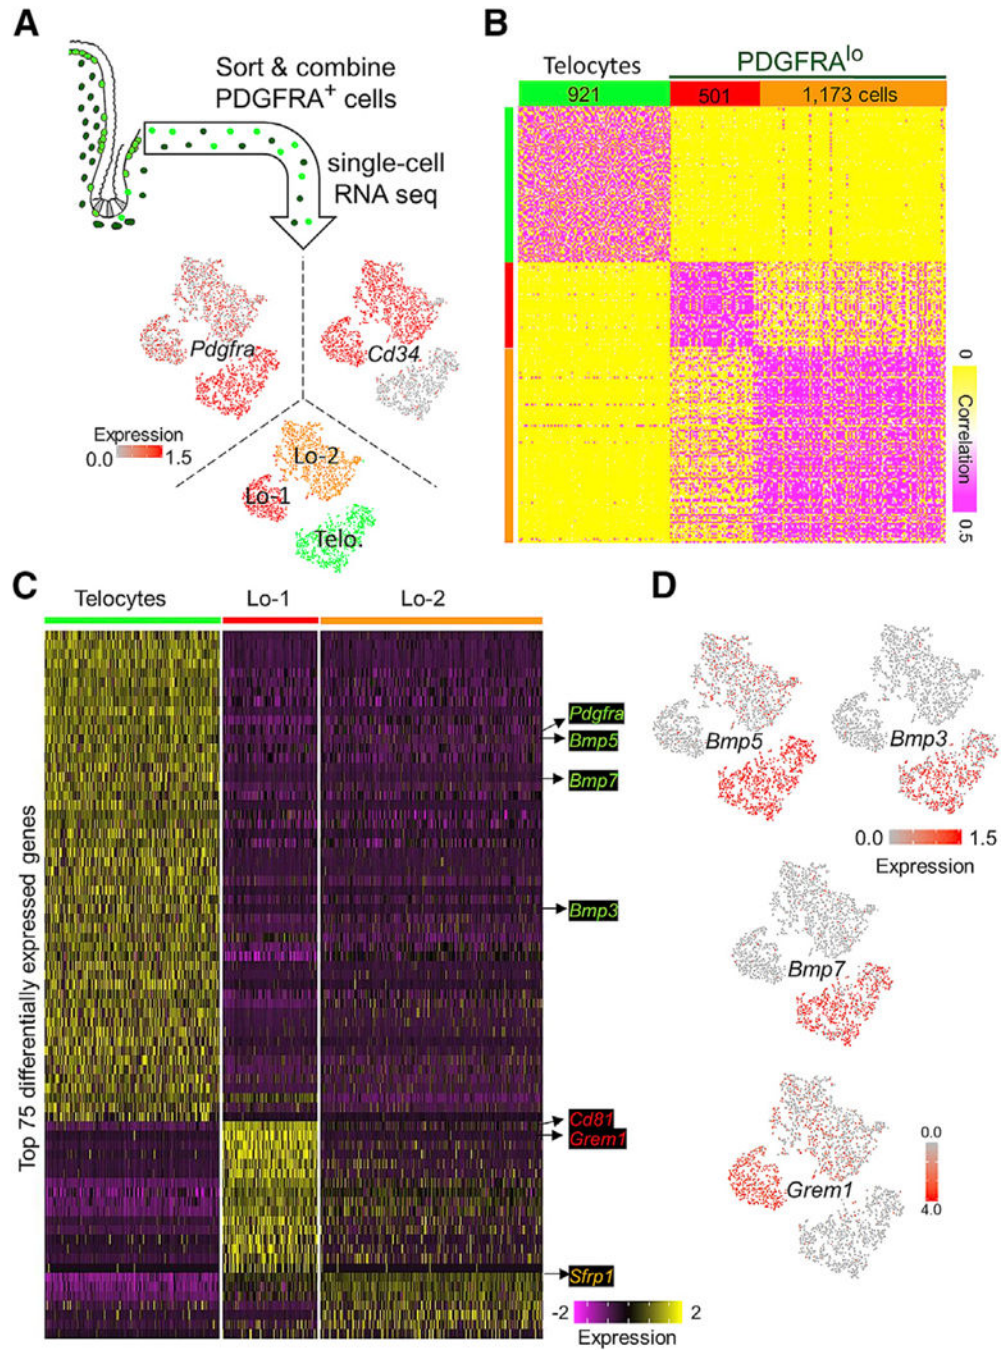 A
Sort & combine
PDGFRA+ cells
single-cell
RNA seq
Pdgfra
Cd34
Expression
0.0 1.5
Lo-2
Lo-1
Telo.
B
Telocytes PDGFRAlo
921 501 1,173 cells
0
Correlation
0.5
C
Telocytes Lo-1 Lo-2
Top 75 differentially expressed genes
Pdgfra
Bmp5
Bmp7
Bmp3
Cd81
Grem1
Sfrp1
-2 2
Expression
D
Bmp5 Bmp3
0.0 1.5
Expression
Bmp7
Grem1
0.0
4.0